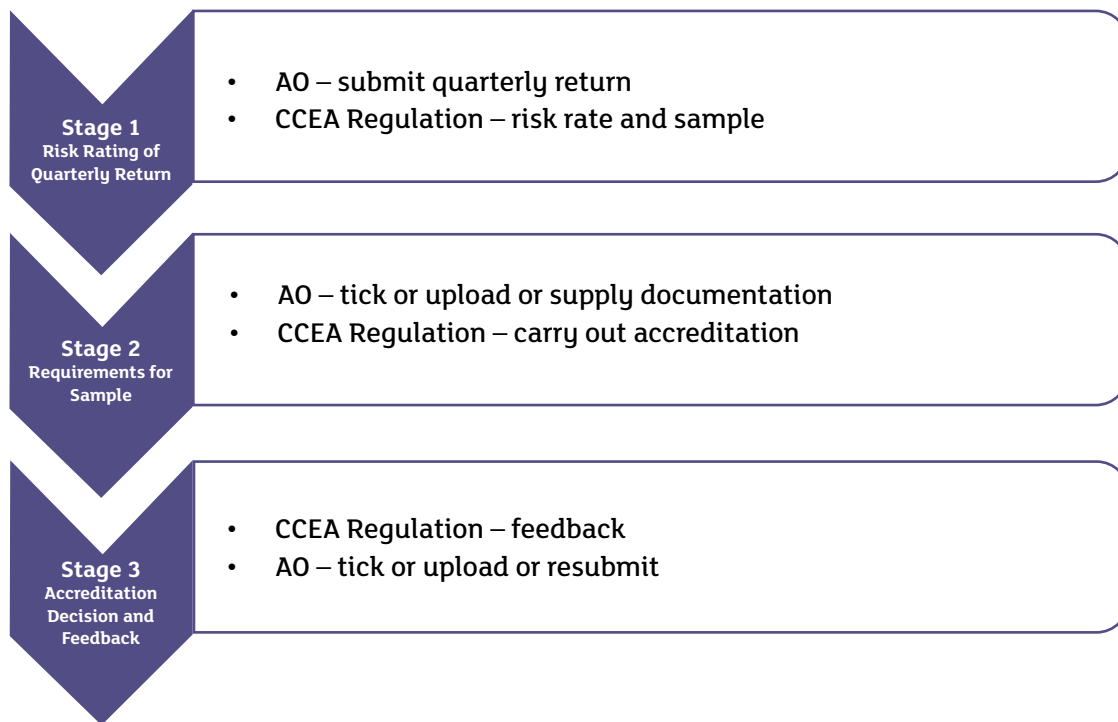 Stage 1
Risk Rating of
Quarterly Return
• AO – submit quarterly return
• CCEA Regulation – risk rate and sample
Stage 2
Requirements for
Sample
• AO – tick or upload or supply documentation
• CCEA Regulation – carry out accreditation
Stage 3
Accreditation
Decision and
Feedback
• CCEA Regulation – feedback
• AO – tick or upload or resubmit